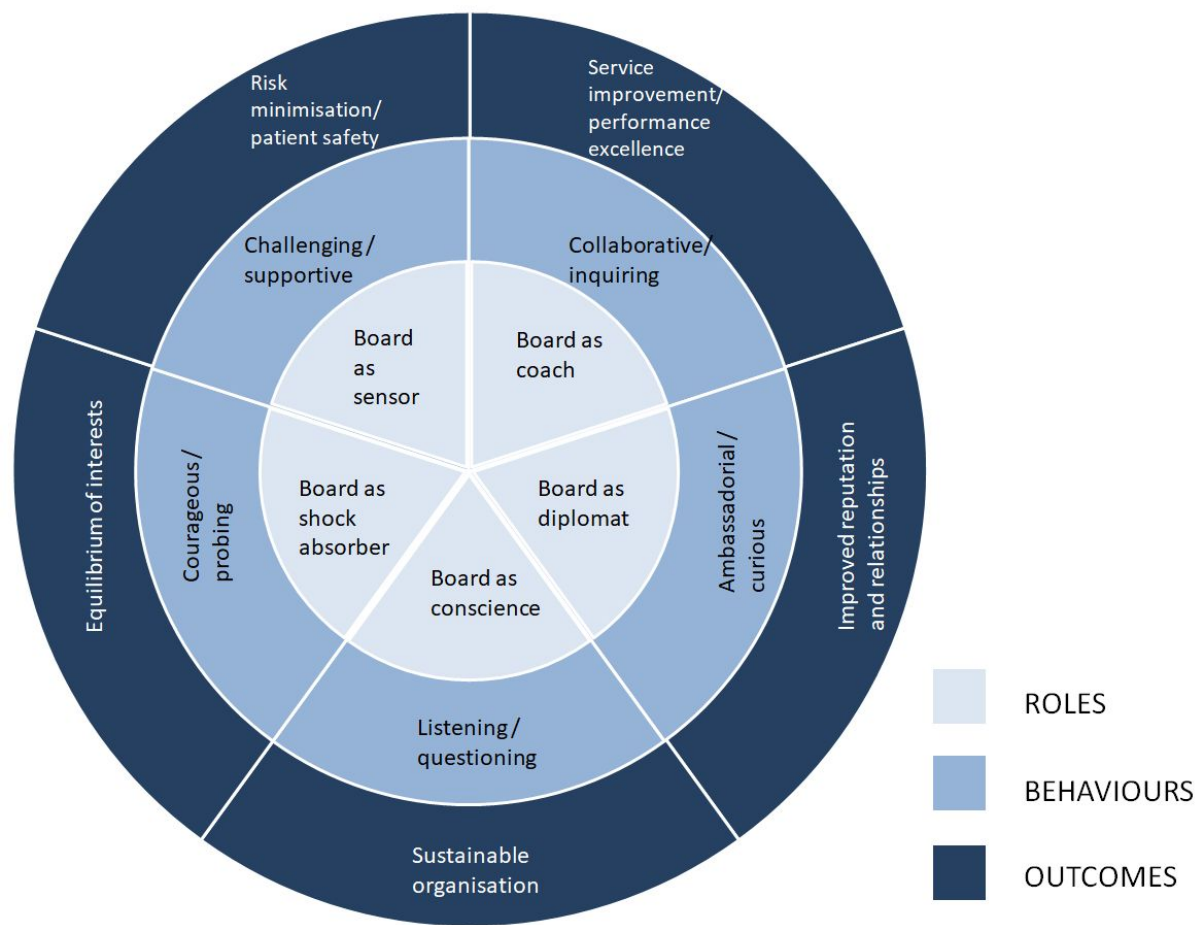 Risk
minimisation/
patient safety
Service
improvement/
performance
excellence
Challenging/
supportive
Collaborative/
inquiring
Board
as
sensor
Board as
coach
Equilibrium of interests
Courageous/
probing
Board as
shock
absorber
Board as
diplomat
Ambassadorial/
curious
Improved reputation
and relationships
Board as
conscience
Listening/
questioning
Sustainable
organisation
ROLES
BEHAVIOURS
OUTCOMES